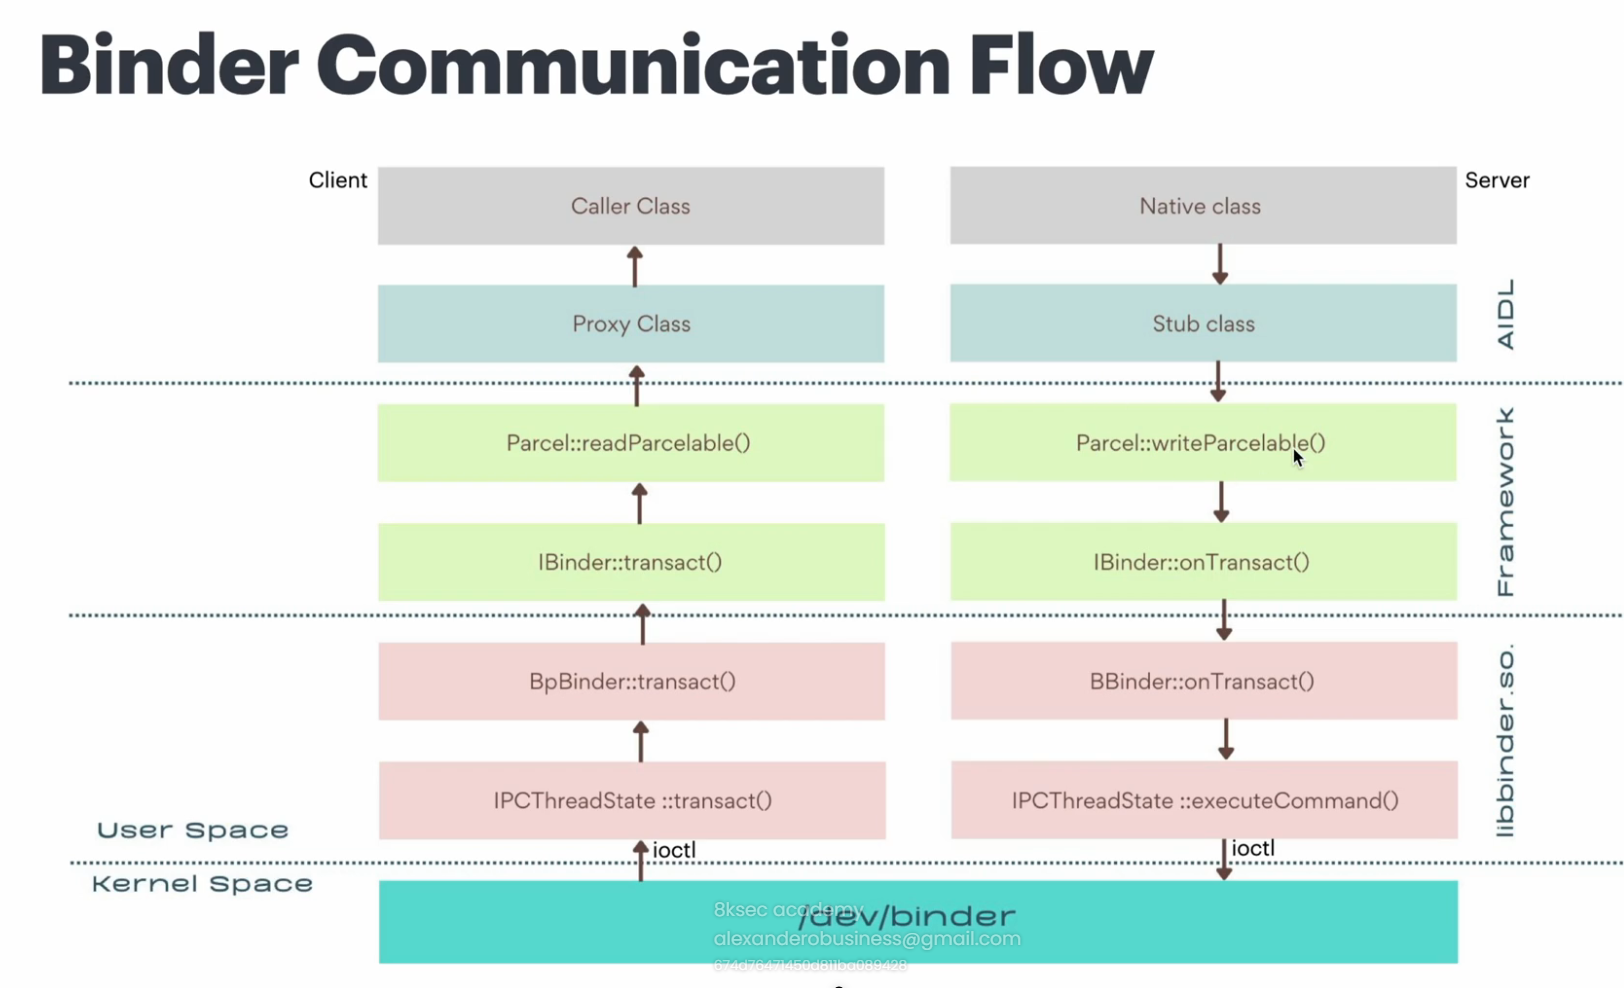 Binder Communication Flow
Client
Caller Class
Native class
Server
Proxy Class
Stub class
AIDL
Parcel::readParcelable()
Parcel::writeParcelable()
Framework
IBinder::transact()
IBinder::onTransact()
BpBinder::transact()
BBinder::onTransact()
libbinder.so.
IPCThreadState ::transact()
IPCThreadState ::executeCommand()
User Space
ioctl
ioctl
Kernel Space
/dev/binder
8ksec academy
alexanderobusiness@gmail.com